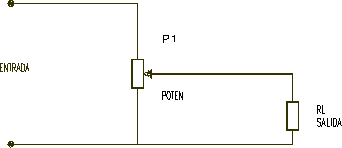 P1
ENTRADA
POTEN
RL
SALIDA